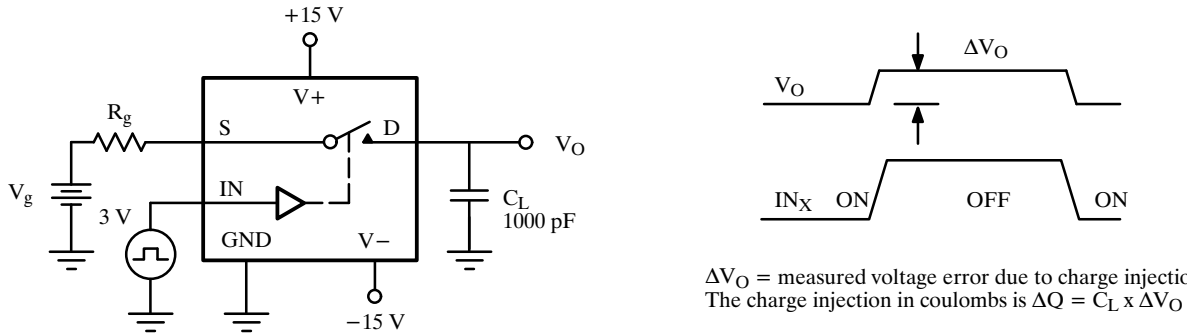 +15 V
V+
Rg
S
D
VO
Vg
3 V
IN
CL
1000 pF
GND
V−
−15 V
ΔVO
VO
INX
ON
OFF
ON
ΔVO = measured voltage error due to charge injectio
The charge injection in coulombs is ΔQ = CL x ΔVO